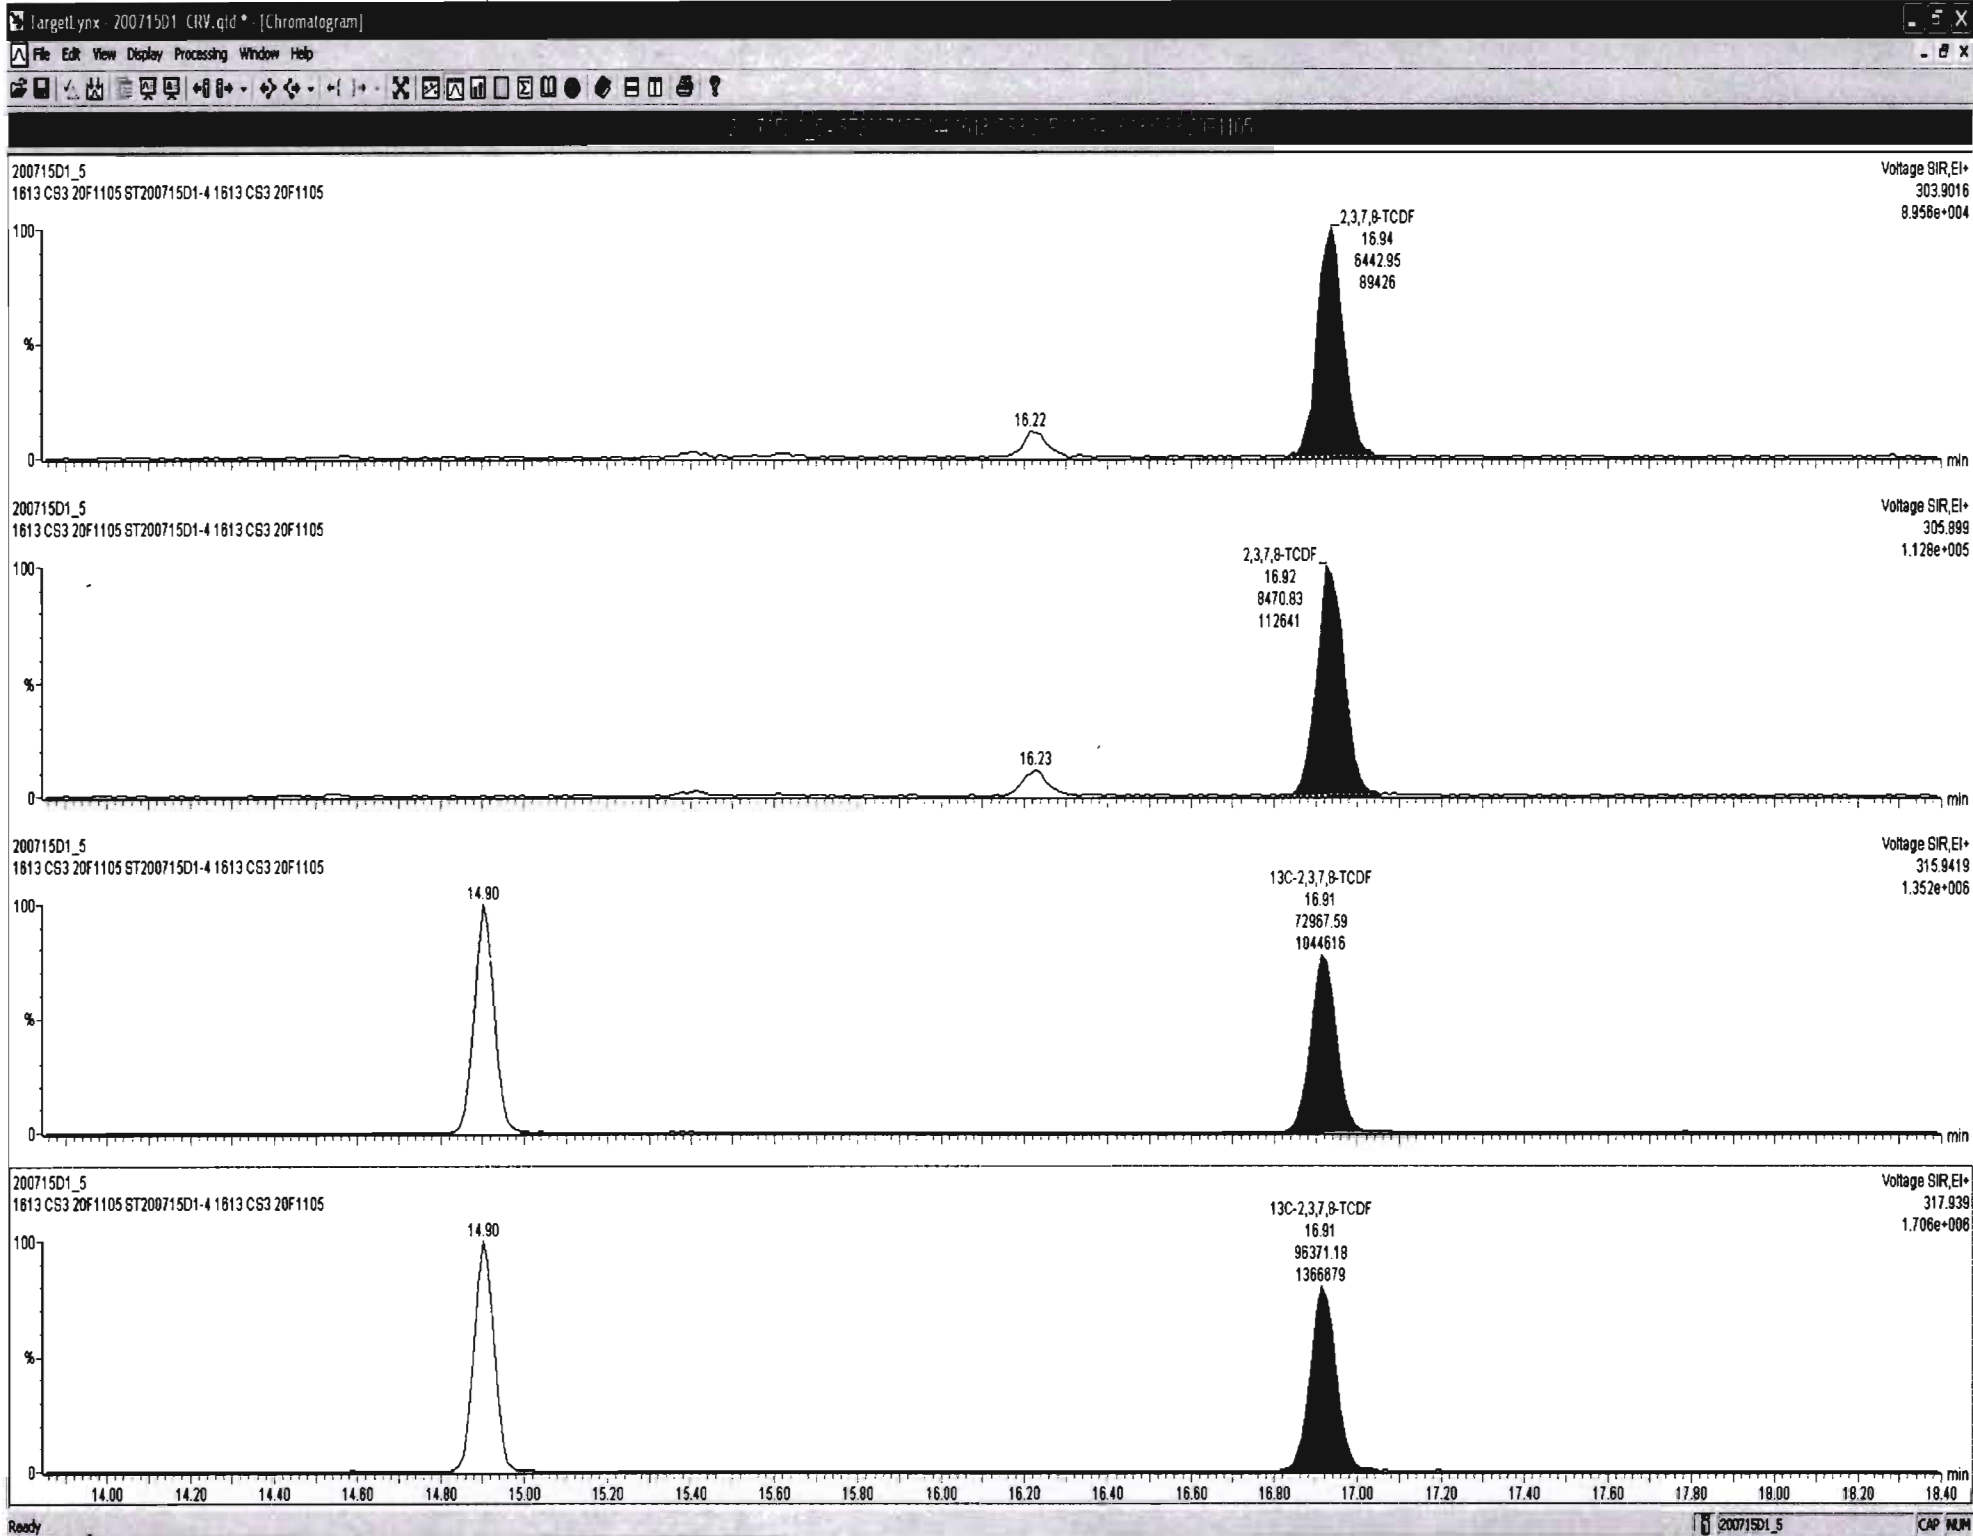 TargetLynx - 200715D1_CRV.qld * - [Chromatogram]
File Edit View Display Processing Window Help
200715D1_5
1613 CS3 20F1105 ST200715D1-4 1613 CS3 20F1105
Voltage SIR,EI+
303.9016
8.956e+004
100
%
0
16.22
2,3,7,8-TCDF
16.94
6442.95
89426
min
200715D1_5
1613 CS3 20F1105 ST200715D1-4 1613 CS3 20F1105
Voltage SIR,EI+
305.899
1.128e+005
100
%
0
16.23
2,3,7,8-TCDF
16.92
8470.83
112641
min
200715D1_5
1613 CS3 20F1105 ST200715D1-4 1613 CS3 20F1105
Voltage SIR,EI+
315.9419
1.352e+006
100
%
0
14.90
13C-2,3,7,8-TCDF
16.91
72967.59
1044616
min
200715D1_5
1613 CS3 20F1105 ST200715D1-4 1613 CS3 20F1105
Voltage SIR,EI+
317.939
1.706e+006
100
%
0
14.90
13C-2,3,7,8-TCDF
16.91
96371.18
1366879
min
14.00 14.20 14.40 14.60 14.80 15.00 15.20 15.40 15.60 15.80 16.00 16.20 16.40 16.60 16.80 17.00 17.20 17.40 17.60 17.80 18.00 18.20 18.40
Ready 200715D1_5 CAP NUM